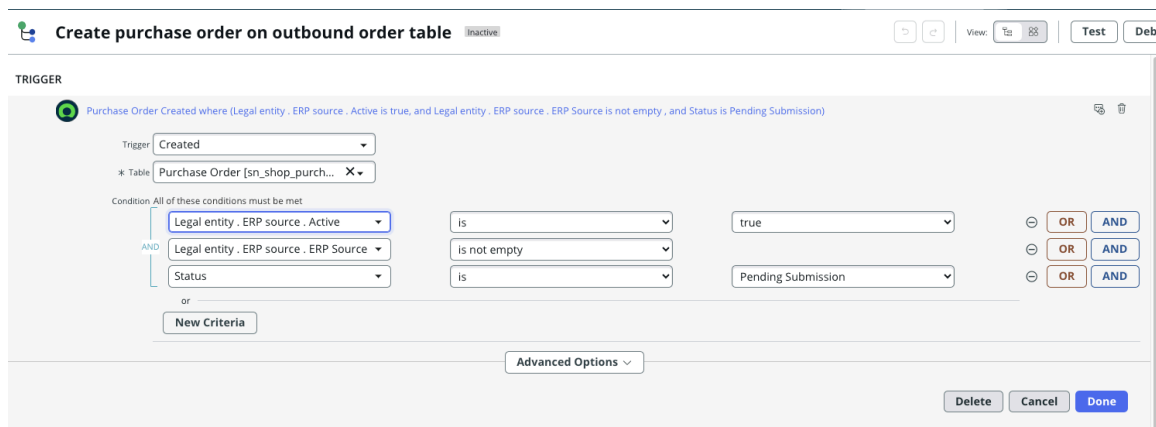 Create purchase order on outbound order table Inactive View: Test Deb
TRIGGER
Purchase Order Created where (Legal entity . ERP source . Active is true, and Legal entity . ERP source . ERP Source is not empty , and Status is Pending Submission)
Trigger Created
* Table Purchase Order [sn_shop_purch...
Condition All of these conditions must be met
Legal entity . ERP source . Active is true OR AND
AND Legal entity . ERP source . ERP Source is not empty OR AND
Status is Pending Submission OR AND
or
New Criteria
Advanced Options
Delete Cancel Done